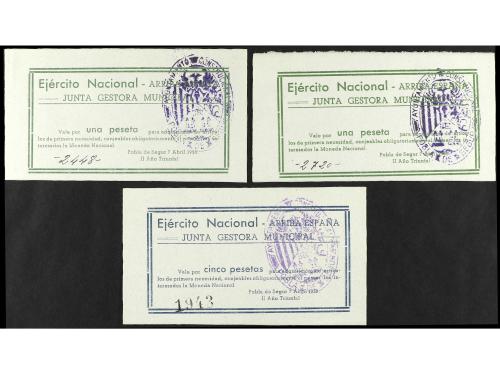 Ejército Nacional - ARRIBA ESPAÑA
JUNTA GESTORA MUNICIPAL
Vale por una peseta para
los de primera necesidad, canjeables obligatoriamente
la Moneda Nacional.
Pobla de Segur 7 Abril 1938
II Año Triunfal
-2448-
Ejército Nacional - ARRIBA ESPAÑA
JUNTA GESTORA MUNICIPAL
Vale por una peseta para
los de primera necesidad, canjeables obligatoriamente
la Moneda Nacional.
Pobla de Segur 7 Abril 1938
II Año Triunfal
-2720-
Ejército Nacional - ARRIBA ESPAÑA
JUNTA GESTORA MUNICIPAL
Vale por cinco pesetas para
los de primera necesidad, canjeables obligatoriamente
la Moneda Nacional.
Pobla de Segur 7 Abril 1938
II Año Triunfal
1943